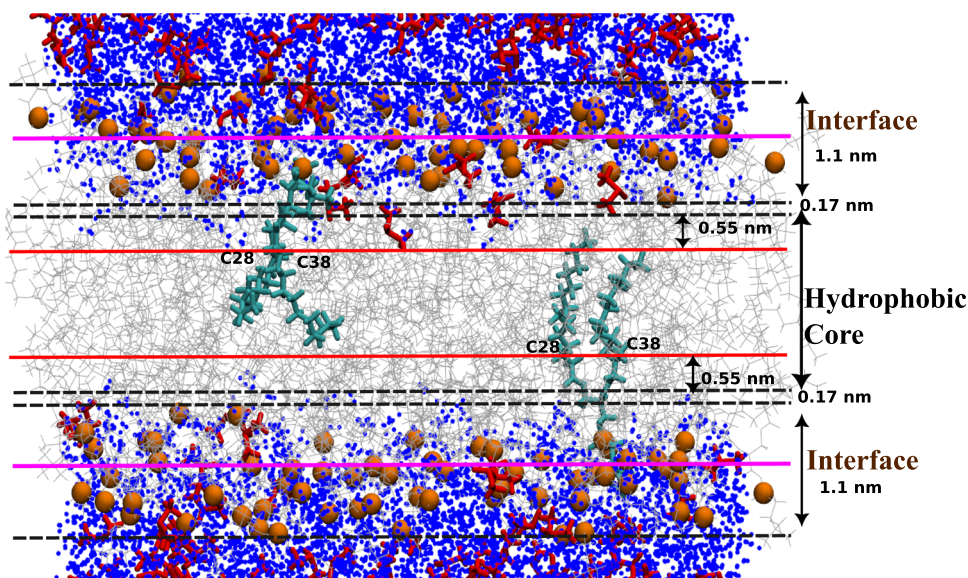 Interface
1.1 nm
0.17 nm
0.55 nm
C28
C38
Hydrophobic
Core
C28
C38
0.55 nm
0.17 nm
Interface
1.1 nm